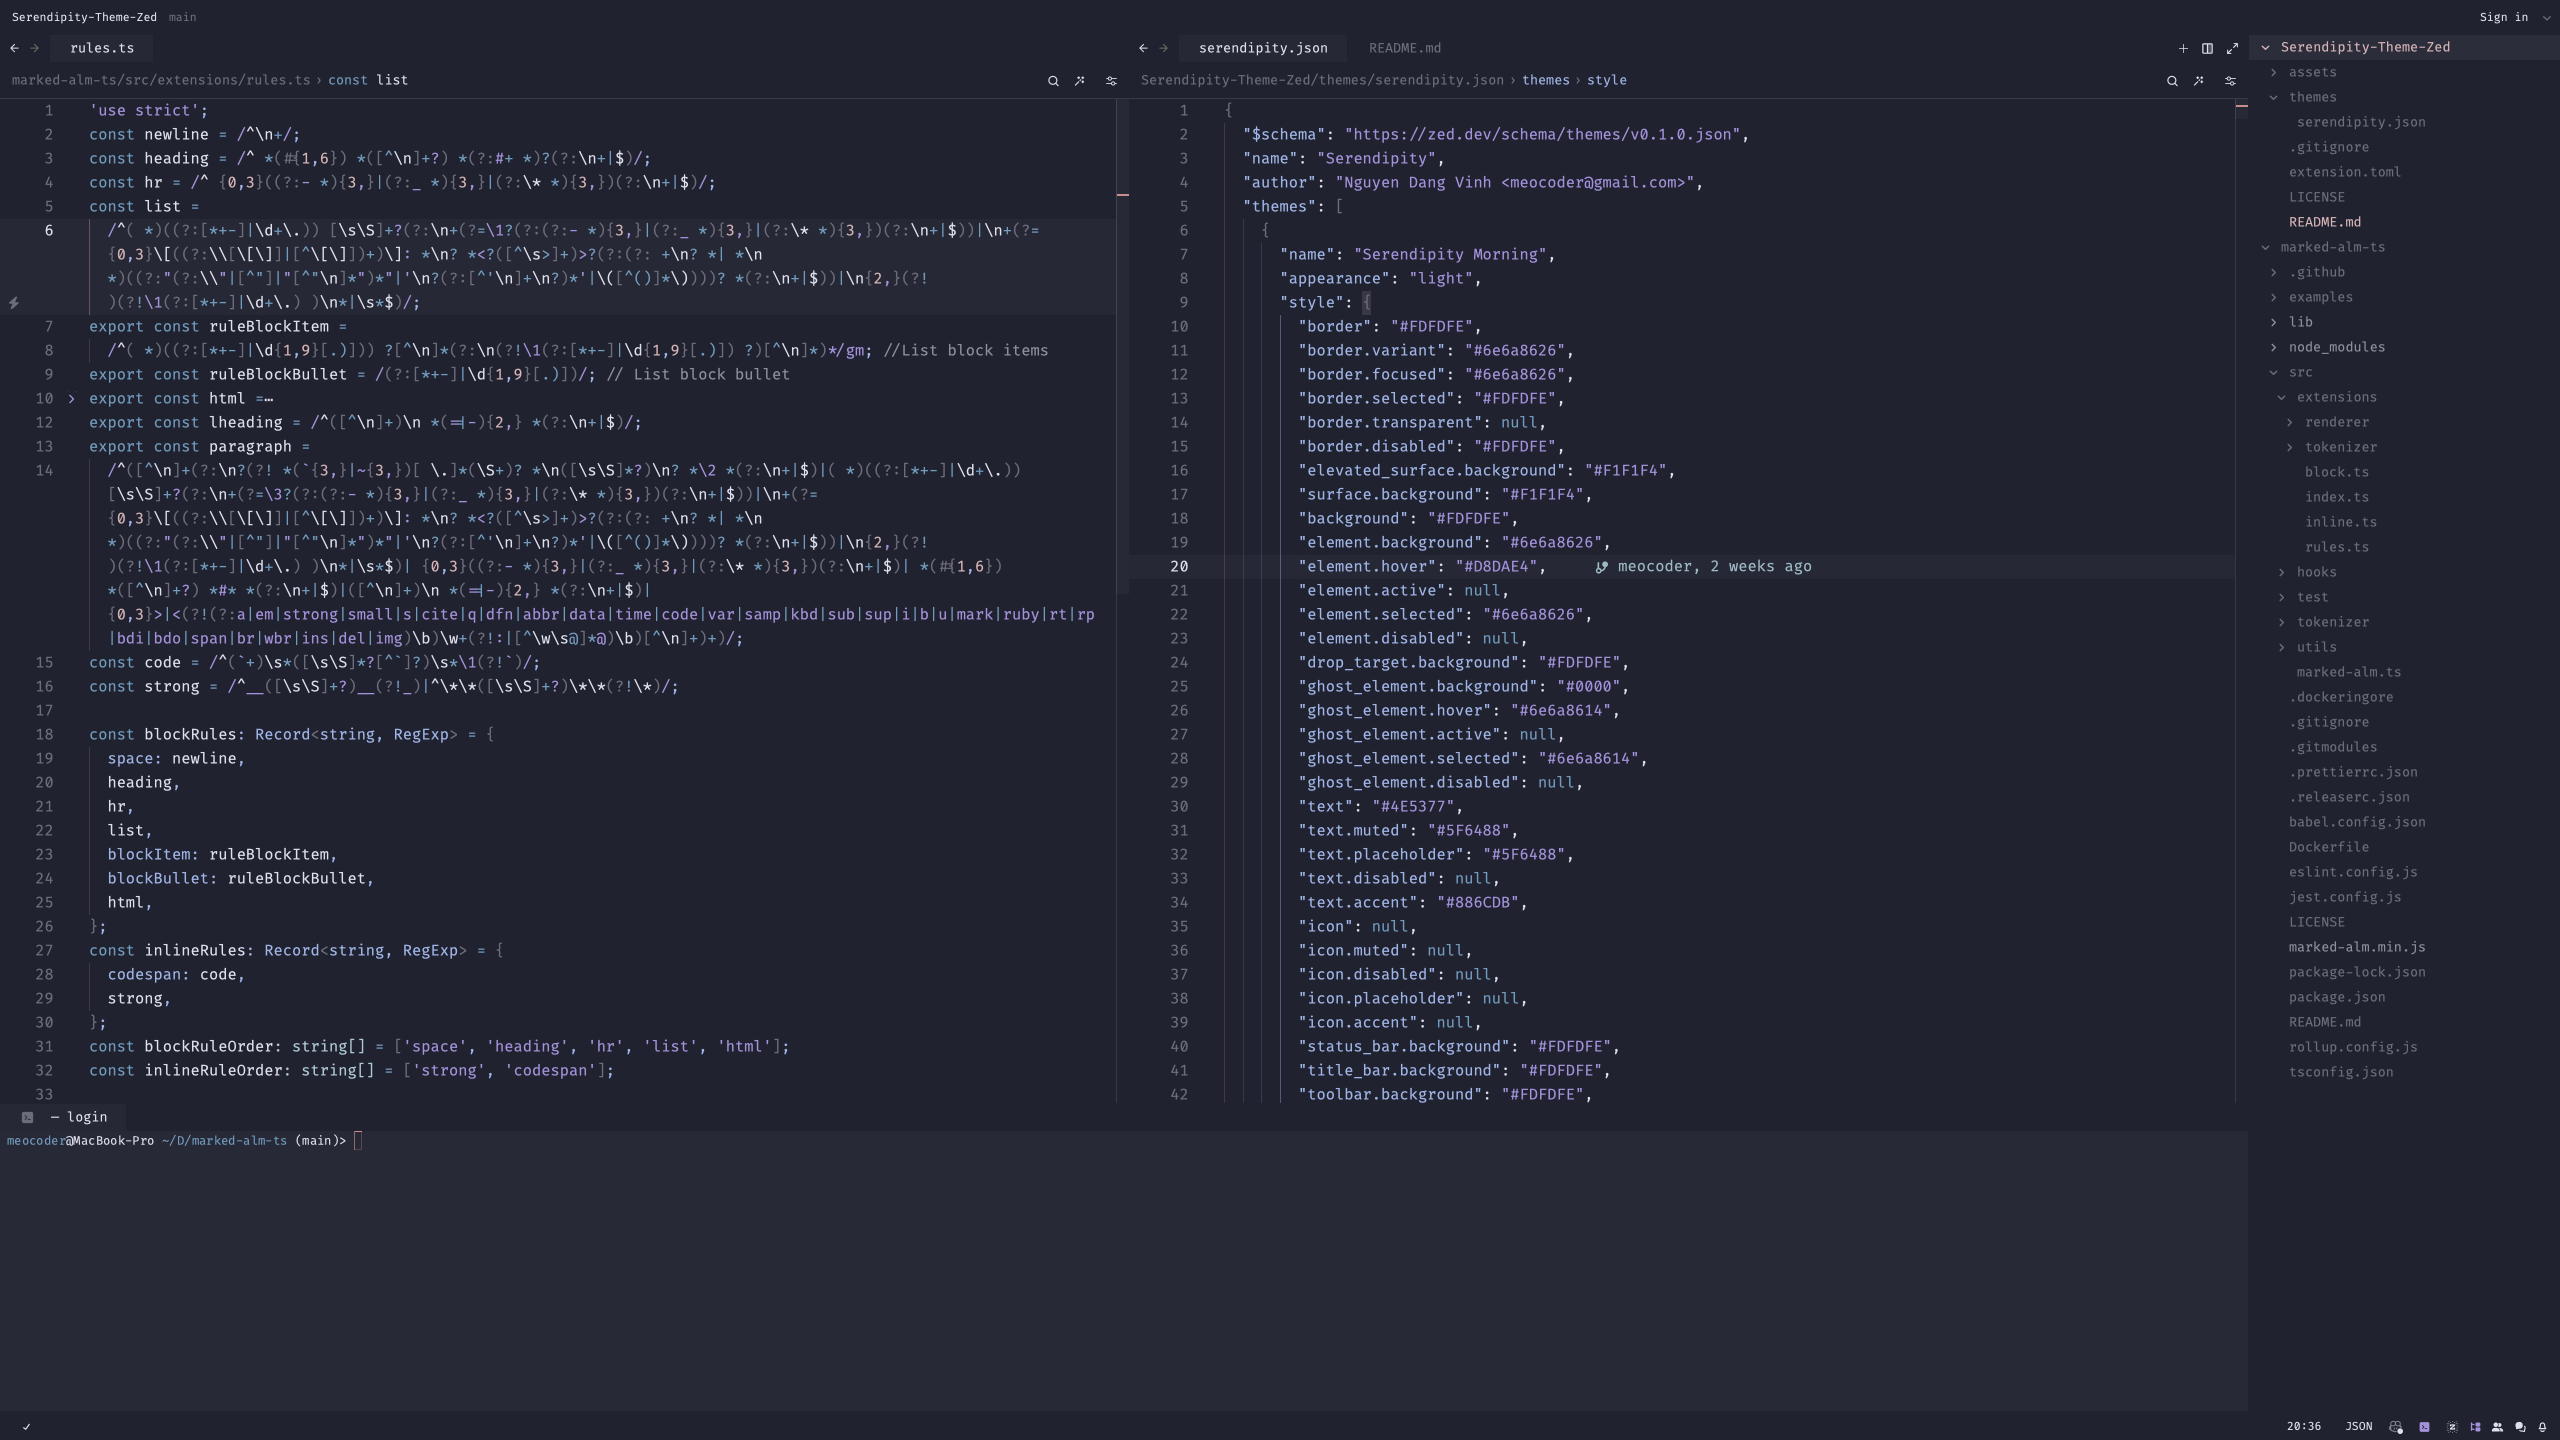 Serendipity-Theme-Zed main
Sign in
rules.ts
marked-alm-ts/src/extensions/rules.ts › const list
1 'use strict';
2 const newline = /^\n+/;
3 const heading = /^ *(#{1,6}) *([^\n]+?) *(?:#+ *)?(?:\n+|$)/;
4 const hr = /^ {0,3}((?:- *){3,}|(?:_ *){3,}|(?:\* *){3,})(?:\n+|$)/;
5 const list =
6 /^( *)((?:[*+-]|\d+\.)) [\s\S]+?(?:\n+(?=\1?(?:(?:- *){3,}|(?:_ *){3,}|(?:\* *){3,})(?:\n+|$))|\n+(?=
{0,3}\[((?:\\[\[\]]|[^\[\]])+)\]: *\n? *<?([^\s>]+)>?(?:(?: +\n? *| *\n
*)((?:"(?:\\"|[^"]|"[^"\n]*")*"|'\n?(?:[^'\n]+\n?)*'|\([^()]*\))))? *(?:\n+|$))|\n{2,}(?!
)(?!\1(?:[*+-]|\d+\.) )\n*|\s*$)/;
7 export const ruleBlockItem =
8 /^( *)((?:[*+-]|\d{1,9}[.)])) ?[^\n]*(?:\n(?!\1(?:[*+-]|\d{1,9}[.)]) ?)[^\n]*)*/gm; //List block items
9 export const ruleBlockBullet = /(?:[*+-]|\d{1,9}[.)])/; // List block bullet
10 export const html =⋯
12 export const lheading = /^([^\n]+)\n *(=|-){2,} *(?:\n+|$)/;
13 export const paragraph =
14 /^([^\n]+(?:\n?(?! *(`{3,}|~{3,})[ \.]*(\S+)? *\n([\s\S]*?)\n? *\2 *(?:\n+|$)|( *)((?:[*+-]|\d+\.))
[\s\S]+?(?:\n+(?=\3?(?:(?:- *){3,}|(?:_ *){3,}|(?:\* *){3,})(?:\n+|$))|\n+(?=
{0,3}\[((?:\\[\[\]]|[^\[\]])+)\]: *\n? *<?([^\s>]+)>?(?:(?: +\n? *| *\n
*)((?:"(?:\\"|[^"]|"[^"\n]*")*"|'\n?(?:[^'\n]+\n?)*'|\([^()]*\))))? *(?:\n+|$))|\n{2,}(?!
)(?!\1(?:[*+-]|\d+\.) )\n*|\s*$)| {0,3}((?:- *){3,}|(?:_ *){3,}|(?:\* *){3,})(?:\n+|$)| *(#{1,6})
*([^\n]+?) *#* *(?:\n+|$)|([^\n]+)\n *(=|-){2,} *(?:\n+|$)|
{0,3}>|<(?!(?:a|em|strong|small|s|cite|q|dfn|abbr|data|time|code|var|samp|kbd|sub|sup|i|b|u|mark|ruby|rt|rp
|bdi|bdo|span|br|wbr|ins|del|img)\b)\w+(?!:|[^\w\s@]*@)\b)[^\n]+)+)/;
15 const code = /^(`+)\s*([\s\S]*?[^`]?)\s*\1(?!`)/;
16 const strong = /^__([\s\S]+?)__(?!_)|^\*\*([\s\S]+?)\*\*(?!\*)/;
17
18 const blockRules: Record<string, RegExp> = {
19 space: newline,
20 heading,
21 hr,
22 list,
23 blockItem: ruleBlockItem,
24 blockBullet: ruleBlockBullet,
25 html,
26 };
27 const inlineRules: Record<string, RegExp> = {
28 codespan: code,
29 strong,
30 };
31 const blockRuleOrder: string[] = ['space', 'heading', 'hr', 'list', 'html'];
32 const inlineRuleOrder: string[] = ['strong', 'codespan'];
33
serendipity.json README.md
Serendipity-Theme-Zed/themes/serendipity.json › themes › style
1 {
2 "$schema": "https://zed.dev/schema/themes/v0.1.0.json",
3 "name": "Serendipity",
4 "author": "Nguyen Dang Vinh <meocoder@gmail.com>",
5 "themes": [
6 {
7 "name": "Serendipity Morning",
8 "appearance": "light",
9 "style": {
10 "border": "#FDFDFE",
11 "border.variant": "#6e6a8626",
12 "border.focused": "#6e6a8626",
13 "border.selected": "#FDFDFE",
14 "border.transparent": null,
15 "border.disabled": "#FDFDFE",
16 "elevated_surface.background": "#F1F1F4",
17 "surface.background": "#F1F1F4",
18 "background": "#FDFDFE",
19 "element.background": "#6e6a8626",
20 "element.hover": "#D8DAE4", meocoder, 2 weeks ago
21 "element.active": null,
22 "element.selected": "#6e6a8626",
23 "element.disabled": null,
24 "drop_target.background": "#FDFDFE",
25 "ghost_element.background": "#0000",
26 "ghost_element.hover": "#6e6a8614",
27 "ghost_element.active": null,
28 "ghost_element.selected": "#6e6a8614",
29 "ghost_element.disabled": null,
30 "text": "#4E5377",
31 "text.muted": "#5F6488",
32 "text.placeholder": "#5F6488",
33 "text.disabled": null,
34 "text.accent": "#886CDB",
35 "icon": null,
36 "icon.muted": null,
37 "icon.disabled": null,
38 "icon.placeholder": null,
39 "icon.accent": null,
40 "status_bar.background": "#FDFDFE",
41 "title_bar.background": "#FDFDFE",
42 "toolbar.background": "#FDFDFE",
Serendipity-Theme-Zed
assets
themes
serendipity.json
.gitignore
extension.toml
LICENSE
README.md
marked-alm-ts
.github
examples
lib
node_modules
src
extensions
renderer
tokenizer
block.ts
index.ts
inline.ts
rules.ts
hooks
test
tokenizer
utils
marked-alm.ts
.dockeringore
.gitignore
.gitmodules
.prettierrc.json
.releaserc.json
babel.config.json
Dockerfile
eslint.config.js
jest.config.js
LICENSE
marked-alm.min.js
package-lock.json
package.json
README.md
rollup.config.js
tsconfig.json
— login
meocoder@MacBook-Pro ~/D/marked-alm-ts (main)>
20:36 JSON